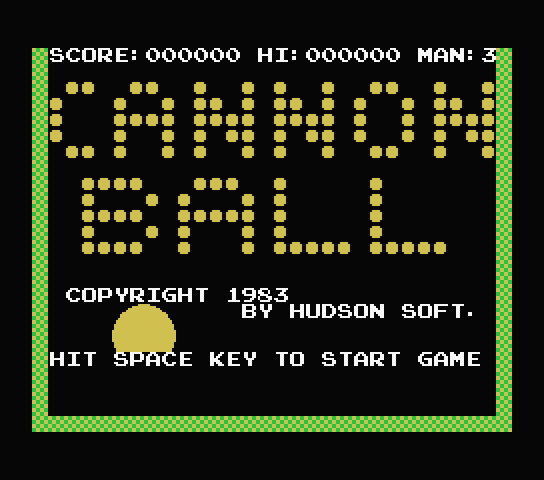 SCORE:000000 HI:000000 MAN:3
CANNON
BALL
COPYRIGHT 1983
BY HUDSON SOFT.
HIT SPACE KEY TO START GAME